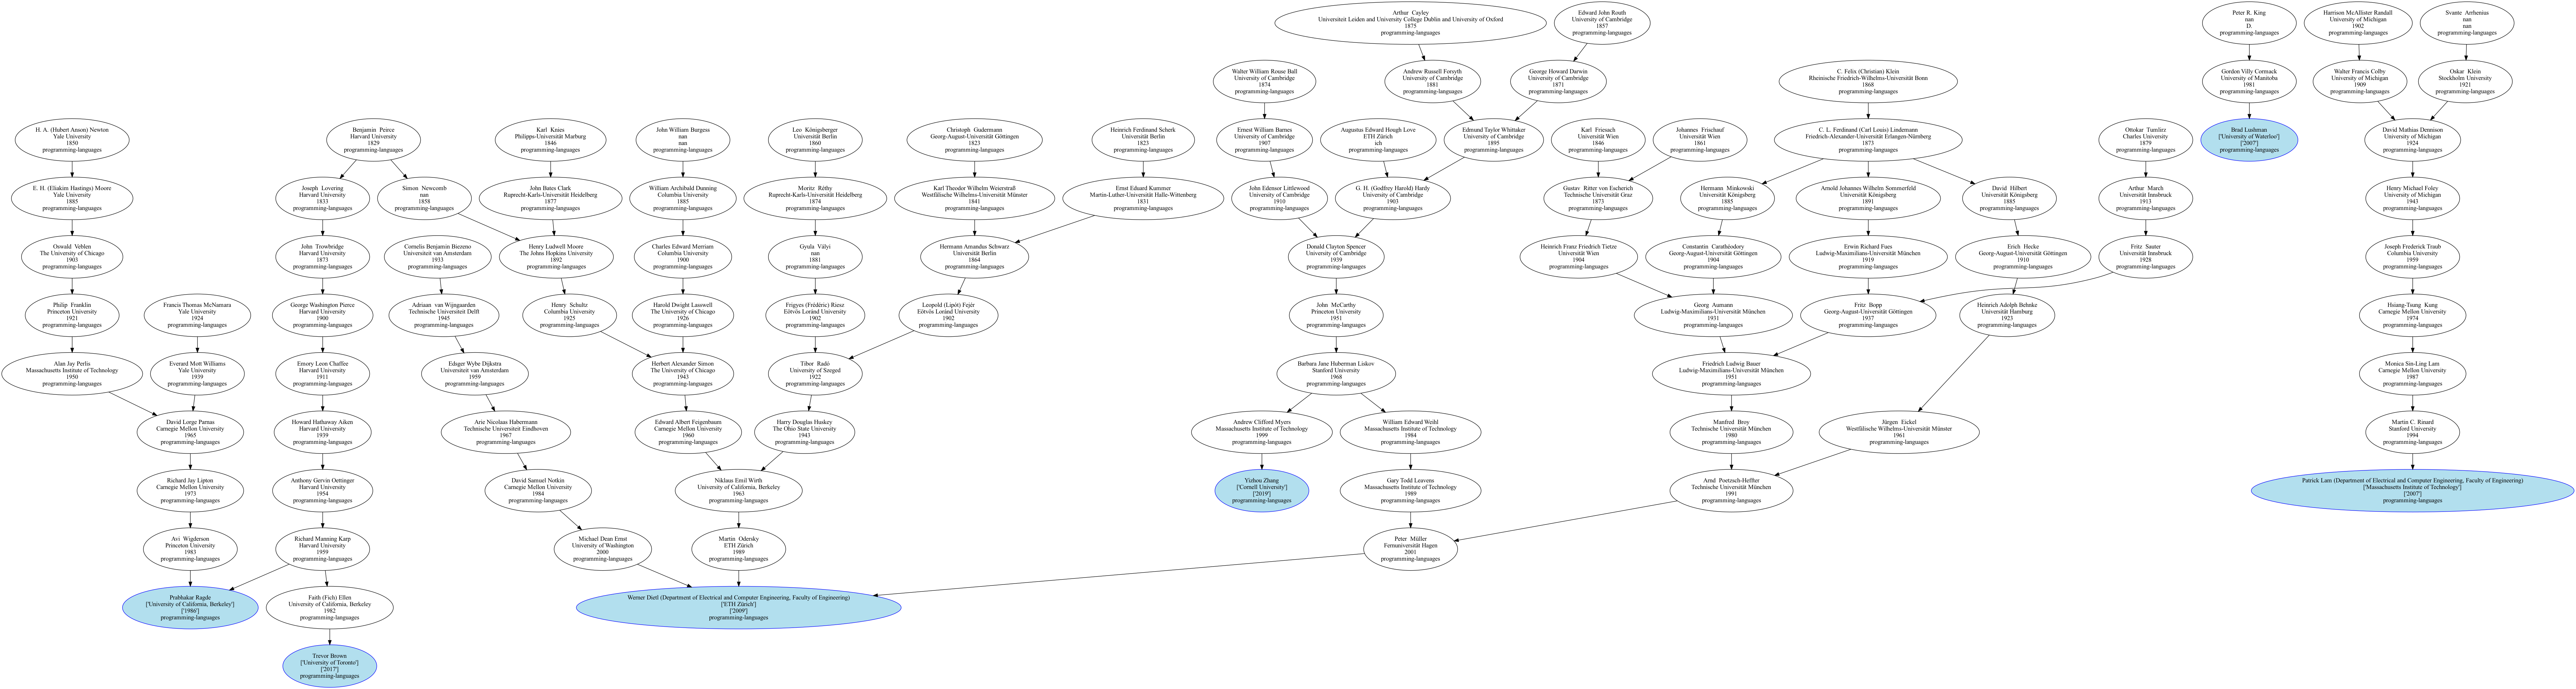 Arthur  Cayley
Universiteit Leiden and University College Dublin and University of Oxford
1875
programming-languages
Edward John Routh
University of Cambridge
1857
programming-languages
Peter R. King
nan
D.
programming-languages
Harrison McAllister Randall
University of Michigan
1902
programming-languages
Svante  Arrhenius
nan
nan
programming-languages
Walter William Rouse Ball
University of Cambridge
1874
programming-languages
Andrew Russell Forsyth
University of Cambridge
1881
programming-languages
George Howard Darwin
University of Cambridge
1871
programming-languages
C. Felix (Christian) Klein
Rheinische Friedrich-Wilhelms-Universität Bonn
1868
programming-languages
Gordon Villy Cormack
University of Manitoba
1981
programming-languages
Walter Francis Colby
University of Michigan
1909
programming-languages
Oskar  Klein
Stockholm University
1921
programming-languages
H. A. (Hubert Anson) Newton
Yale University
1850
programming-languages
Benjamin  Peirce
Harvard University
1829
programming-languages
Karl  Knies
Philipps-Universität Marburg
1846
programming-languages
John William Burgess
nan
nan
programming-languages
Leo  Königsberger
Universität Berlin
1860
programming-languages
Christoph  Gudermann
Georg-August-Universität Göttingen
1823
programming-languages
Heinrich Ferdinand Scherk
Universität Berlin
1823
programming-languages
Ernest William Barnes
University of Cambridge
1907
programming-languages
Augustus Edward Hough Love
ETH Zürich
ich
programming-languages
Edmund Taylor Whittaker
University of Cambridge
1895
programming-languages
Karl  Friesach
Universität Wien
1846
programming-languages
Johannes  Frischauf
Universität Wien
1861
programming-languages
C. L. Ferdinand (Carl Louis) Lindemann
Friedrich-Alexander-Universität Erlangen-Nürnberg
1873
programming-languages
Ottokar  Tumlirz
Charles University
1879
programming-languages
Brad Lushman
['University of Waterloo']
['2007']
programming-languages
David Mathias Dennison
University of Michigan
1924
programming-languages
E. H. (Eliakim Hastings) Moore
Yale University
1885
programming-languages
Joseph  Lovering
Harvard University
1833
programming-languages
Simon  Newcomb
nan
1858
programming-languages
John Bates Clark
Ruprecht-Karls-Universität Heidelberg
1877
programming-languages
William Archibald Dunning
Columbia University
1885
programming-languages
Moritz  Réthy
Ruprecht-Karls-Universität Heidelberg
1874
programming-languages
Karl Theodor Wilhelm Weierstraß
Westfälische Wilhelms-Universität Münster
1841
programming-languages
Ernst Eduard Kummer
Martin-Luther-Universität Halle-Wittenberg
1831
programming-languages
John Edensor Littlewood
University of Cambridge
1910
programming-languages
G. H. (Godfrey Harold) Hardy
University of Cambridge
1903
programming-languages
Gustav  Ritter von Escherich
Technische Universität Graz
1873
programming-languages
Hermann  Minkowski
Universität Königsberg
1885
programming-languages
Arnold Johannes Wilhelm Sommerfeld
Universität Königsberg
1891
programming-languages
David  Hilbert
Universität Königsberg
1885
programming-languages
Arthur  March
Universität Innsbruck
1913
programming-languages
Henry Michael Foley
University of Michigan
1943
programming-languages
Oswald  Veblen
The University of Chicago
1903
programming-languages
John  Trowbridge
Harvard University
1873
programming-languages
Cornelis Benjamin Biezeno
Universiteit van Amsterdam
1933
programming-languages
Henry Ludwell Moore
The Johns Hopkins University
1892
programming-languages
Charles Edward Merriam
Columbia University
1900
programming-languages
Gyula  Vályi
nan
1881
programming-languages
Hermann Amandus Schwarz
Universität Berlin
1864
programming-languages
Donald Clayton Spencer
University of Cambridge
1939
programming-languages
Heinrich Franz Friedrich Tietze
Universität Wien
1904
programming-languages
Constantin  Carathéodory
Georg-August-Universität Göttingen
1904
programming-languages
Erwin Richard Fues
Ludwig-Maximilians-Universität München
1919
programming-languages
Erich  Hecke
Georg-August-Universität Göttingen
1910
programming-languages
Fritz  Sauter
Universität Innsbruck
1928
programming-languages
Joseph Frederick Traub
Columbia University
1959
programming-languages
Philip  Franklin
Princeton University
1921
programming-languages
Francis Thomas McNamara
Yale University
1924
programming-languages
George Washington Pierce
Harvard University
1900
programming-languages
Adriaan  van Wijngaarden
Technische Universiteit Delft
1945
programming-languages
Henry  Schultz
Columbia University
1925
programming-languages
Harold Dwight Lasswell
The University of Chicago
1926
programming-languages
Frigyes (Frédéric) Riesz
Eötvös Loránd University
1902
programming-languages
Leopold (Lipót) Fejér
Eötvös Loránd University
1902
programming-languages
John  McCarthy
Princeton University
1951
programming-languages
Georg  Aumann
Ludwig-Maximilians-Universität München
1931
programming-languages
Fritz  Bopp
Georg-August-Universität Göttingen
1937
programming-languages
Heinrich Adolph Behnke
Universität Hamburg
1923
programming-languages
Hsiang-Tsung  Kung
Carnegie Mellon University
1974
programming-languages
Alan Jay Perlis
Massachusetts Institute of Technology
1950
programming-languages
Everard Mott Williams
Yale University
1939
programming-languages
Emory Leon Chaffee
Harvard University
1911
programming-languages
Edsger Wybe Dijkstra
Universiteit van Amsterdam
1959
programming-languages
Herbert Alexander Simon
The University of Chicago
1943
programming-languages
Tibor  Radó
University of Szeged
1922
programming-languages
Barbara Jane Huberman Liskov
Stanford University
1968
programming-languages
Friedrich Ludwig Bauer
Ludwig-Maximilians-Universität München
1951
programming-languages
Monica Sin-Ling Lam
Carnegie Mellon University
1987
programming-languages
David Lorge Parnas
Carnegie Mellon University
1965
programming-languages
Howard Hathaway Aiken
Harvard University
1939
programming-languages
Arie Nicolaas Habermann
Technische Universiteit Eindhoven
1967
programming-languages
Edward Albert Feigenbaum
Carnegie Mellon University
1960
programming-languages
Harry Douglas Huskey
The Ohio State University
1943
programming-languages
Andrew Clifford Myers
Massachusetts Institute of Technology
1999
programming-languages
William Edward Weihl
Massachusetts Institute of Technology
1984
programming-languages
Manfred  Broy
Technische Universität München
1980
programming-languages
Jürgen  Eickel
Westfälische Wilhelms-Universität Münster
1961
programming-languages
Martin C. Rinard
Stanford University
1994
programming-languages
Richard Jay Lipton
Carnegie Mellon University
1973
programming-languages
Anthony Gervin Oettinger
Harvard University
1954
programming-languages
David Samuel Notkin
Carnegie Mellon University
1984
programming-languages
Niklaus Emil Wirth
University of California, Berkeley
1963
programming-languages
Yizhou Zhang
['Cornell University']
['2019']
programming-languages
Gary Todd Leavens
Massachusetts Institute of Technology
1989
programming-languages
Arnd  Poetzsch-Heffter
Technische Universität München
1991
programming-languages
Patrick Lam (Department of Electrical and Computer Engineering, Faculty of Engineering)
['Massachusetts Institute of Technology']
['2007']
programming-languages
Avi  Wigderson
Princeton University
1983
programming-languages
Richard Manning Karp
Harvard University
1959
programming-languages
Michael Dean Ernst
University of Washington
2000
programming-languages
Martin  Odersky
ETH Zürich
1989
programming-languages
Peter  Müller
Fernuniversität Hagen
2001
programming-languages
Prabhakar Ragde
['University of California, Berkeley']
['1986']
programming-languages
Faith (Fich) Ellen
University of California, Berkeley
1982
programming-languages
Werner Dietl (Department of Electrical and Computer Engineering, Faculty of Engineering)
['ETH Zürich']
['2009']
programming-languages
Trevor Brown
['University of Toronto']
['2017']
programming-languages